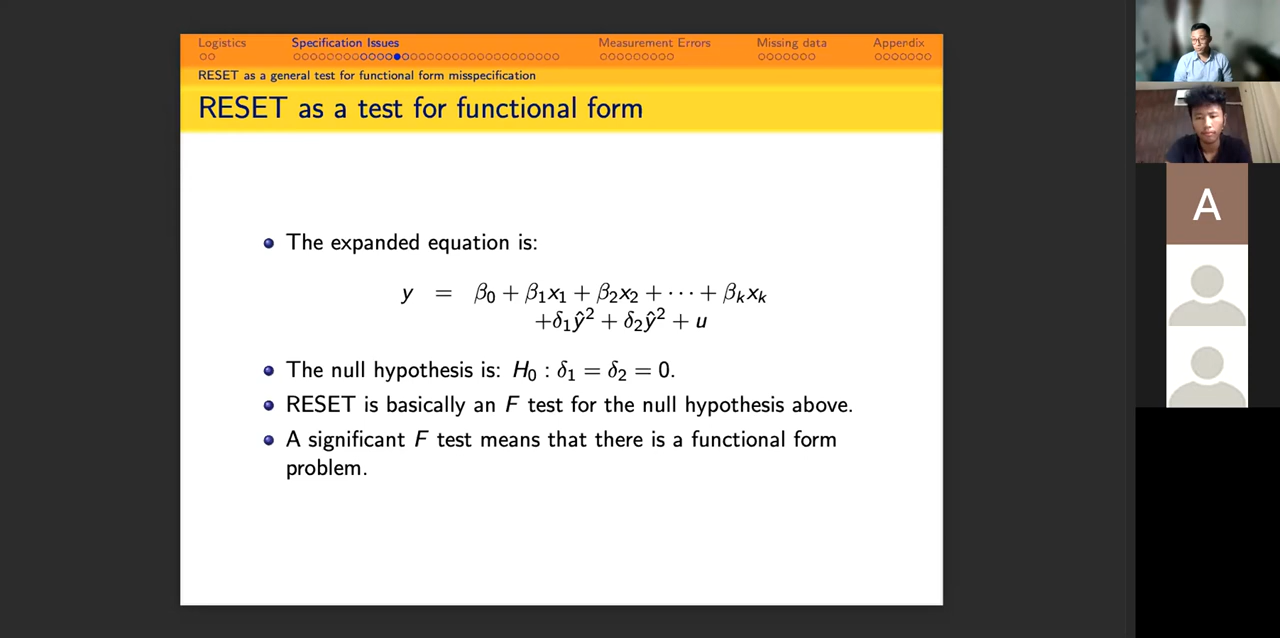 Logistics Specification Issues Measurement Errors Missing data Appendix
RESET as a general test for functional form misspecification
RESET as a test for functional form
The expanded equation is:
y = β₀ + β₁x₁ + β₂x₂ + ⋯ + βₖxₖ
+δ₁ŷ² + δ₂ŷ² + u
The null hypothesis is: H₀ : δ₁ = δ₂ = 0.
RESET is basically an F test for the null hypothesis above.
A significant F test means that there is a functional form
problem.
A